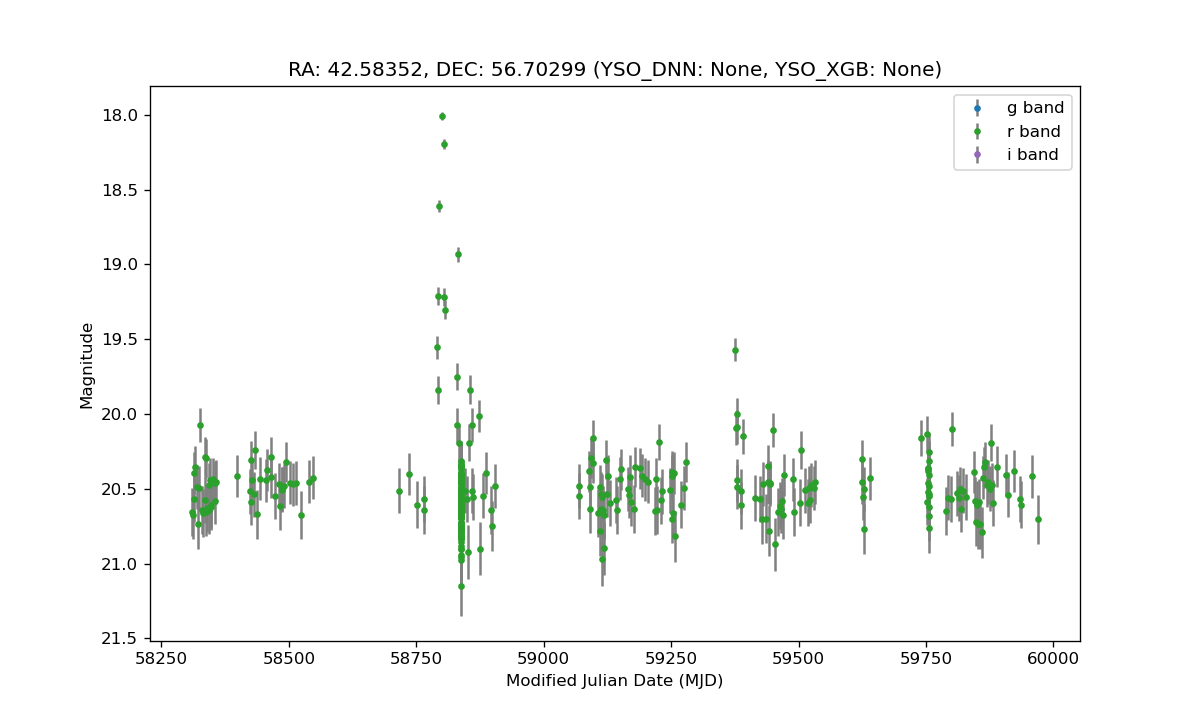 RA: 42.58352, DEC: 56.70299 (YSO_DNN: None, YSO_XGB: None)
g band
r band
i band
18.0
18.5
19.0
19.5
20.0
20.5
21.0
21.5
Magnitude
58250 58500 58750 59000 59250 59500 59750 60000
Modified Julian Date (MJD)